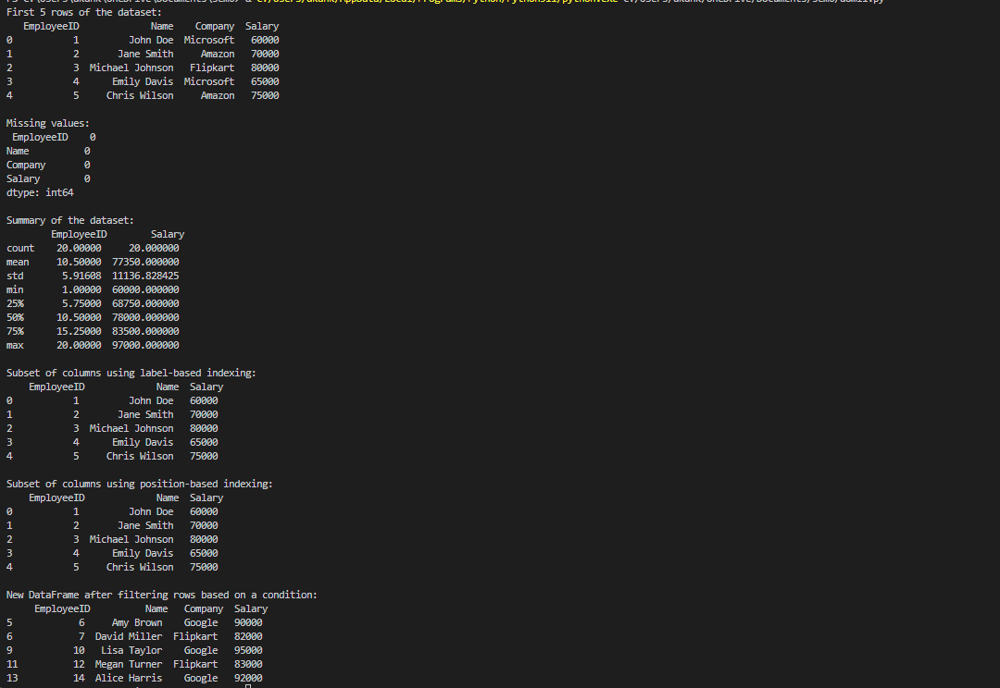 First 5 rows of the dataset:
   EmployeeID             Name    Company  Salary
0           1         John Doe  Microsoft   60000
1           2       Jane Smith     Amazon   70000
2           3  Michael Johnson   Flipkart   80000
3           4      Emily Davis  Microsoft   65000
4           5     Chris Wilson     Amazon   75000
Missing values:
 EmployeeID    0
Name          0
Company       0
Salary        0
dtype: int64
Summary of the dataset:
        EmployeeID        Salary
count    20.00000     20.000000
mean     10.50000  77350.000000
std       5.91608  11136.828425
min       1.00000  60000.000000
25%       5.75000  68750.000000
50%      10.50000  78000.000000
75%      15.25000  83500.000000
max      20.00000  97000.000000
Subset of columns using label-based indexing:
    EmployeeID             Name  Salary
0           1         John Doe   60000
1           2       Jane Smith   70000
2           3  Michael Johnson   80000
3           4      Emily Davis   65000
4           5     Chris Wilson   75000
Subset of columns using position-based indexing:
    EmployeeID             Name  Salary
0           1         John Doe   60000
1           2       Jane Smith   70000
2           3  Michael Johnson   80000
3           4      Emily Davis   65000
4           5     Chris Wilson   75000
New DataFrame after filtering rows based on a condition:
     EmployeeID          Name   Company  Salary
5            6     Amy Brown    Google   90000
6            7  David Miller  Flipkart   82000
9           10   Lisa Taylor    Google   95000
11          12  Megan Turner  Flipkart   83000
13          14  Alice Harris    Google   92000